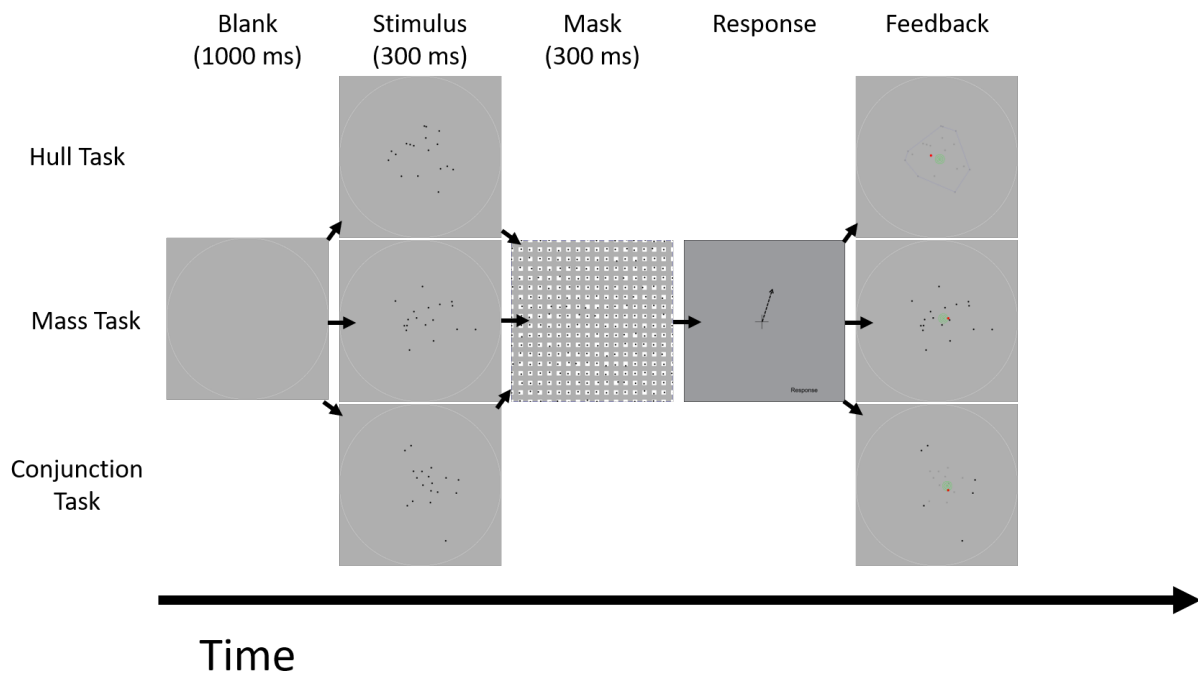 Blank
(1000 ms)
Stimulus
(300 ms)
Mask
(300 ms)
Response
Feedback
Hull Task
Mass Task
Response
Conjunction
Task
Time